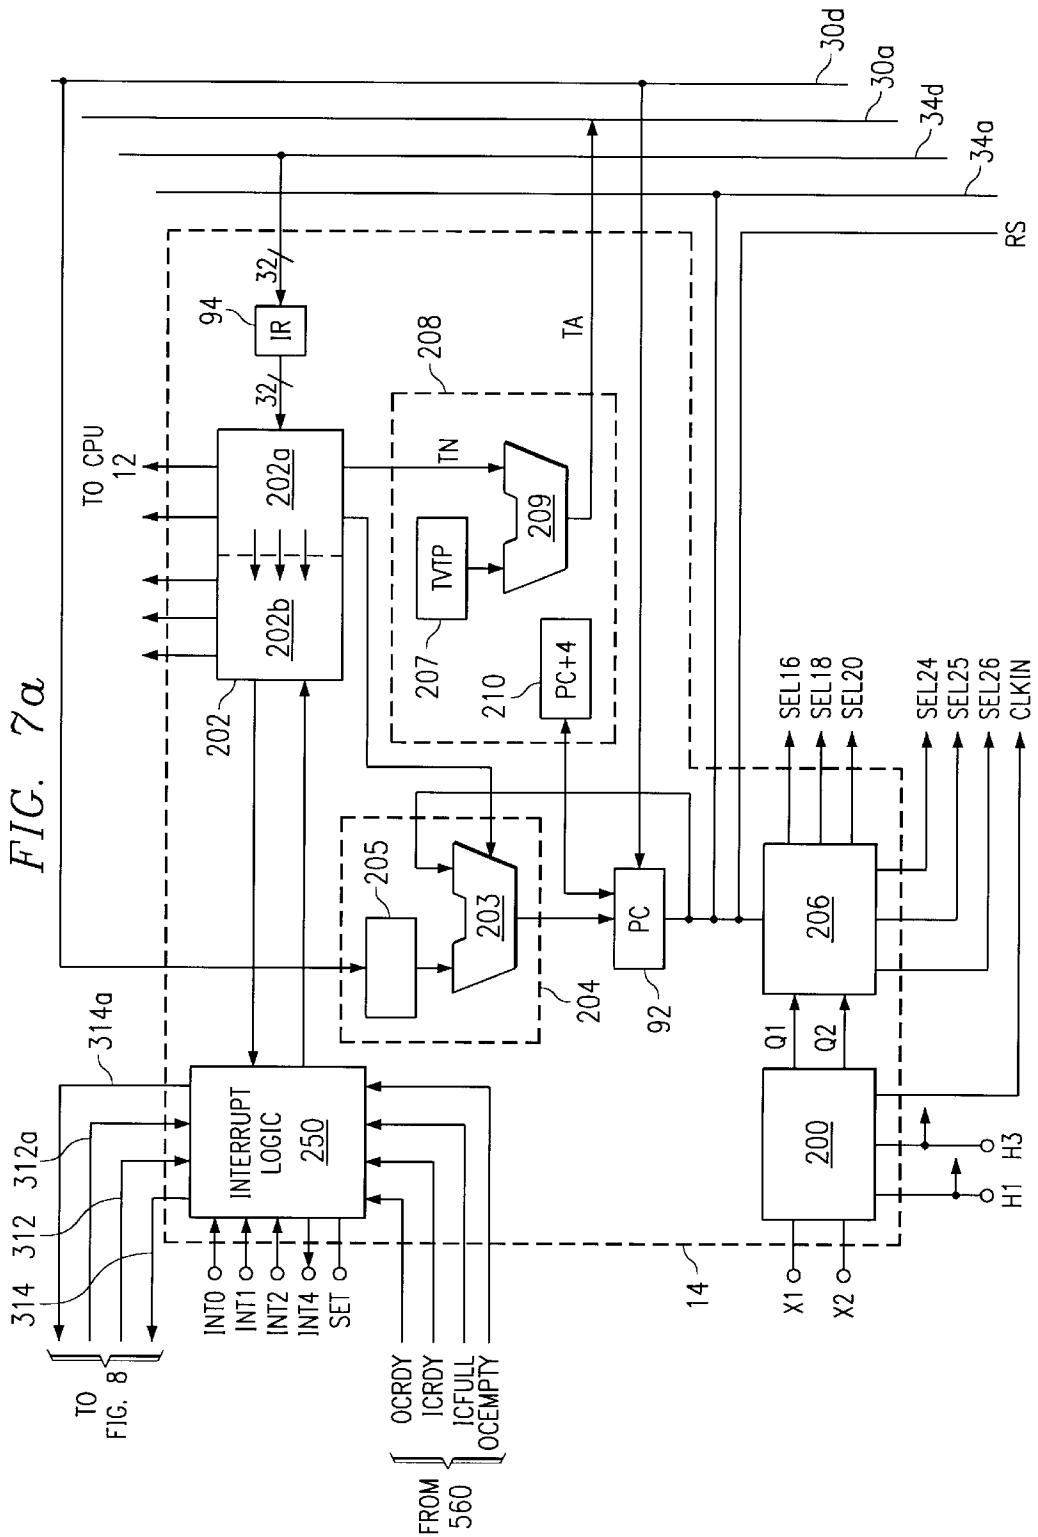 FIG. 7a
TO
FIG. 8
314
312
312a
314a
INTERRUPT
LOGIC
250
INT0
INT1
INT2
INT4
SET
FROM
560
OCRDY
ICRDY
ICFULL
OCEMPTY
202
202b
202a
TO CPU
12
32
IR
94
32
205
203
204
207
TVTP
TN
209
208
210
PC+4
TA
PC
92
14
X1
X2
200
H1
H3
Q1
Q2
206
SEL16
SEL18
SEL20
SEL24
SEL25
SEL26
CLKIN
30d
30a
34d
34a
RS